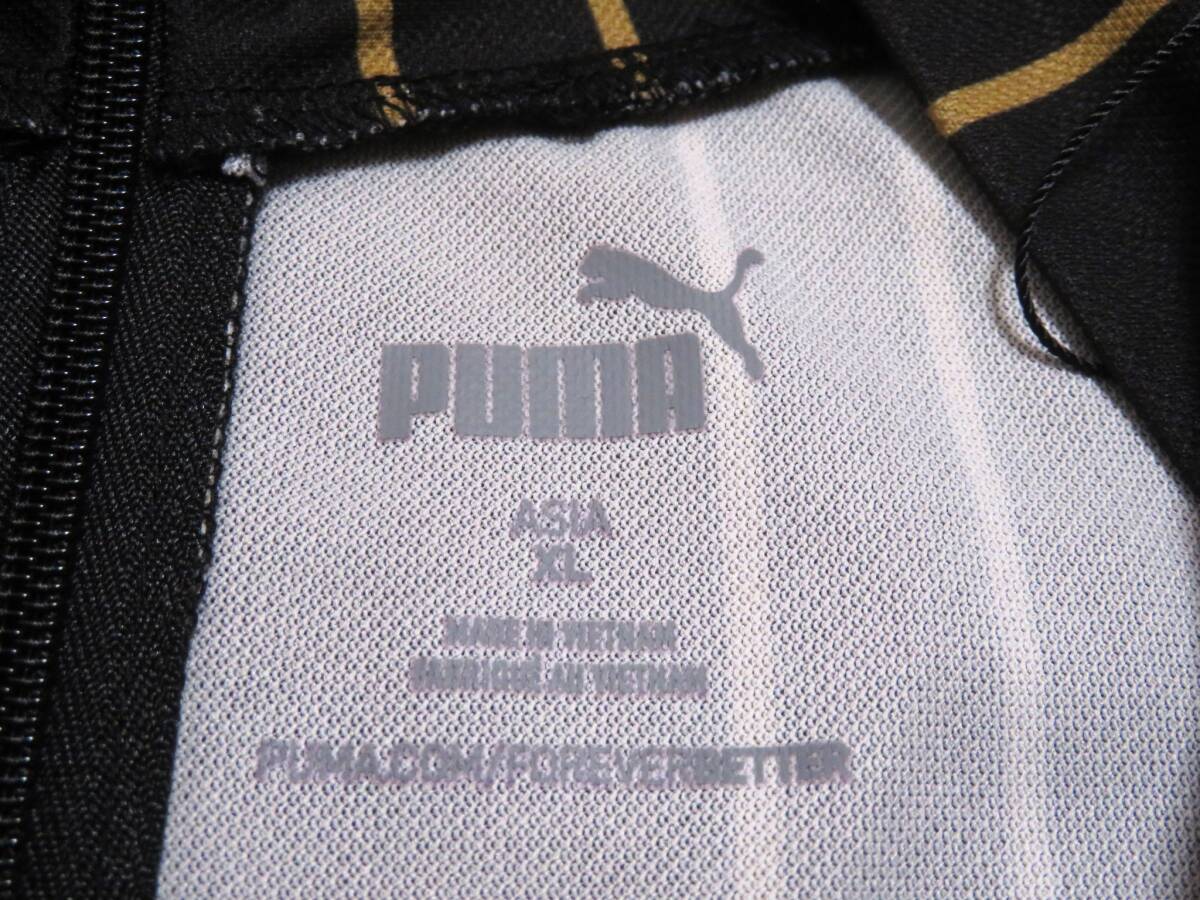 PUMA
ASIA
XL
MADE IN VIETNAM
FABRIQUÉ AU VIETNAM
PUMA.COM/FOREVERBETTER